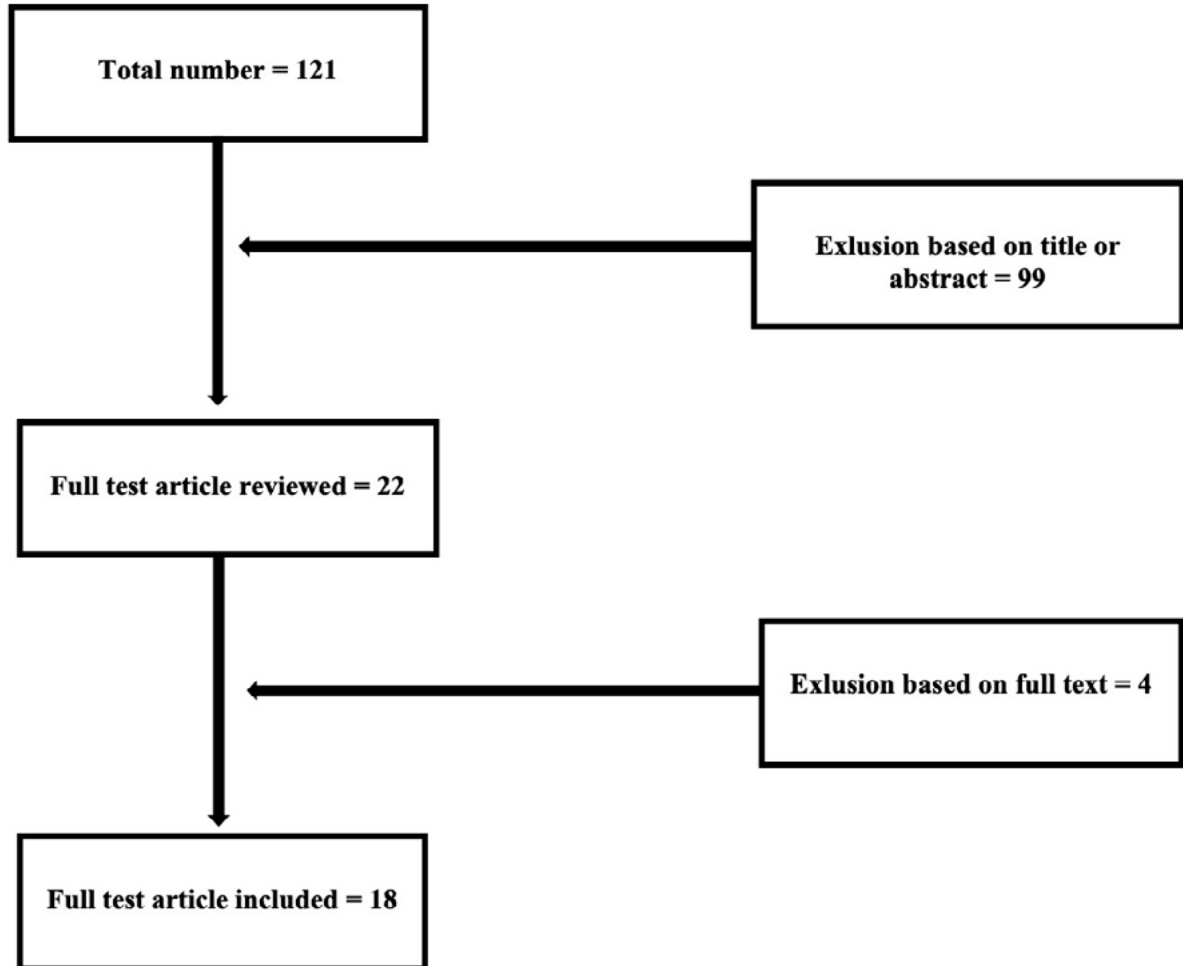 Total number = 121
Exlusion based on title or
abstract = 99
Full test article reviewed = 22
Exlusion based on full text = 4
Full test article included = 18